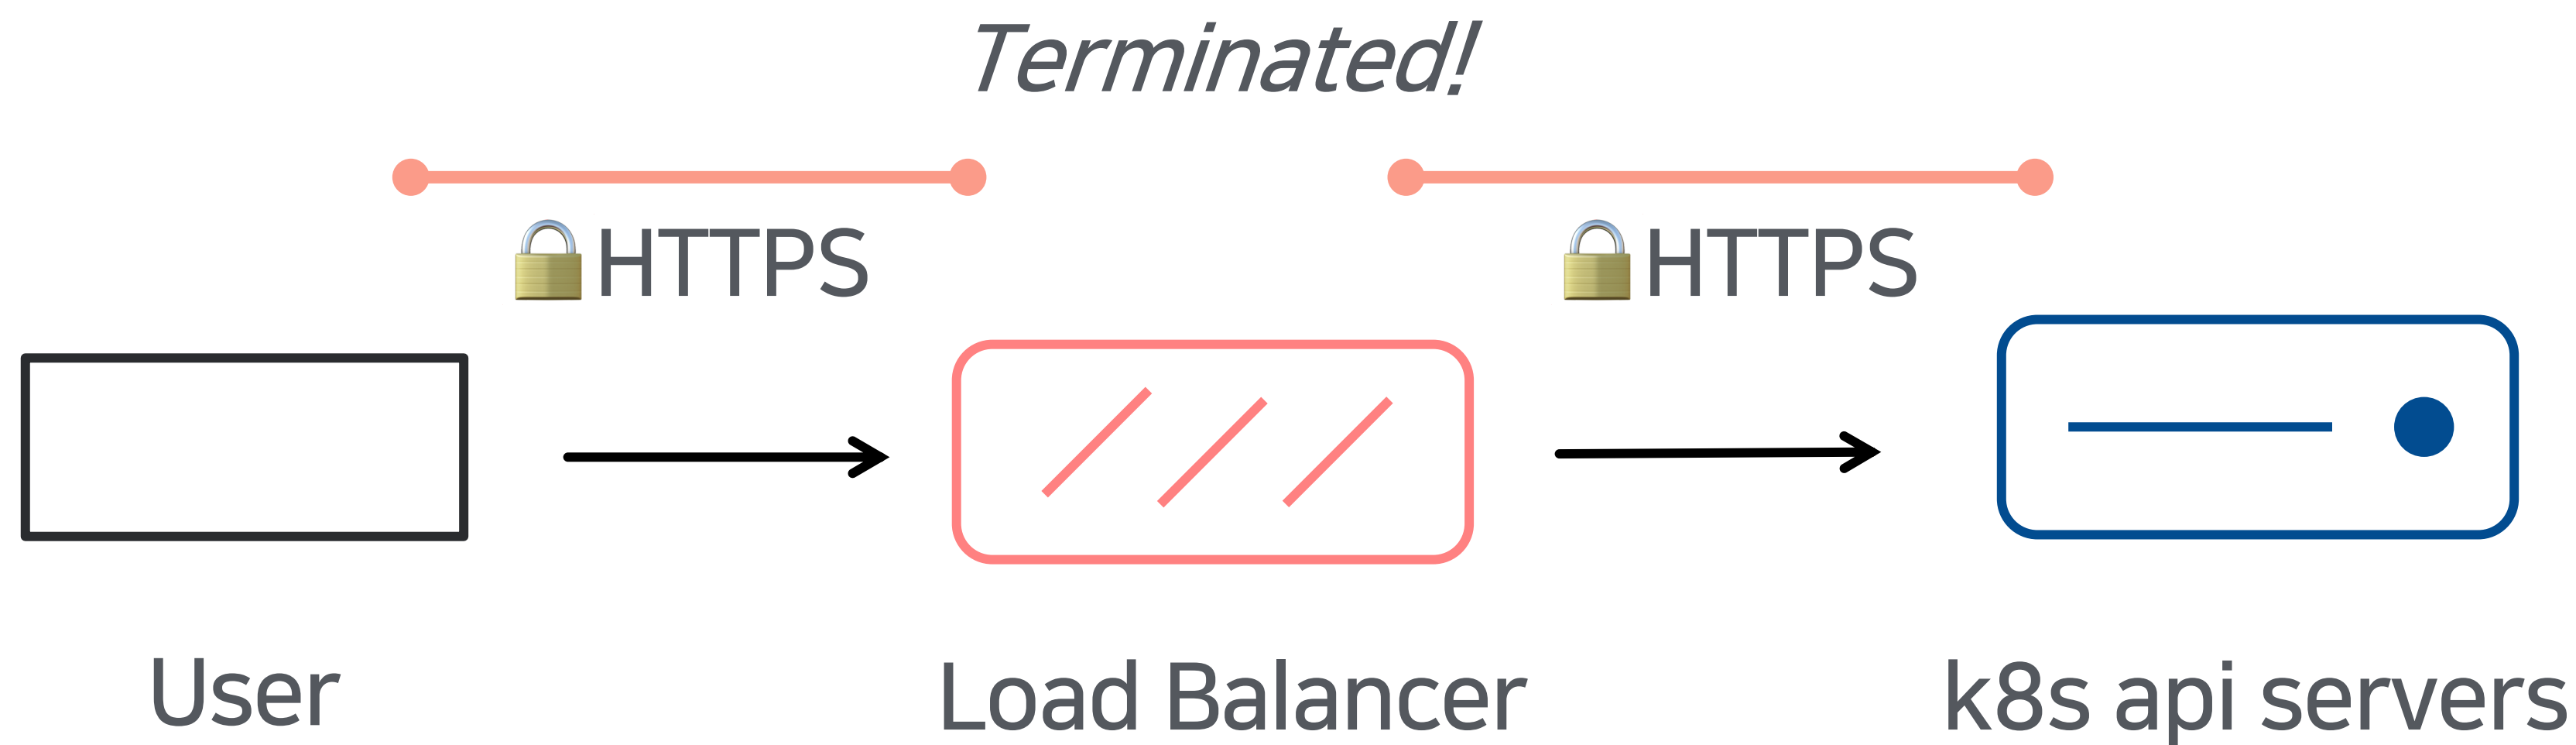 Terminated!
🔒HTTPS
🔒HTTPS
User
Load Balancer
k8s api servers